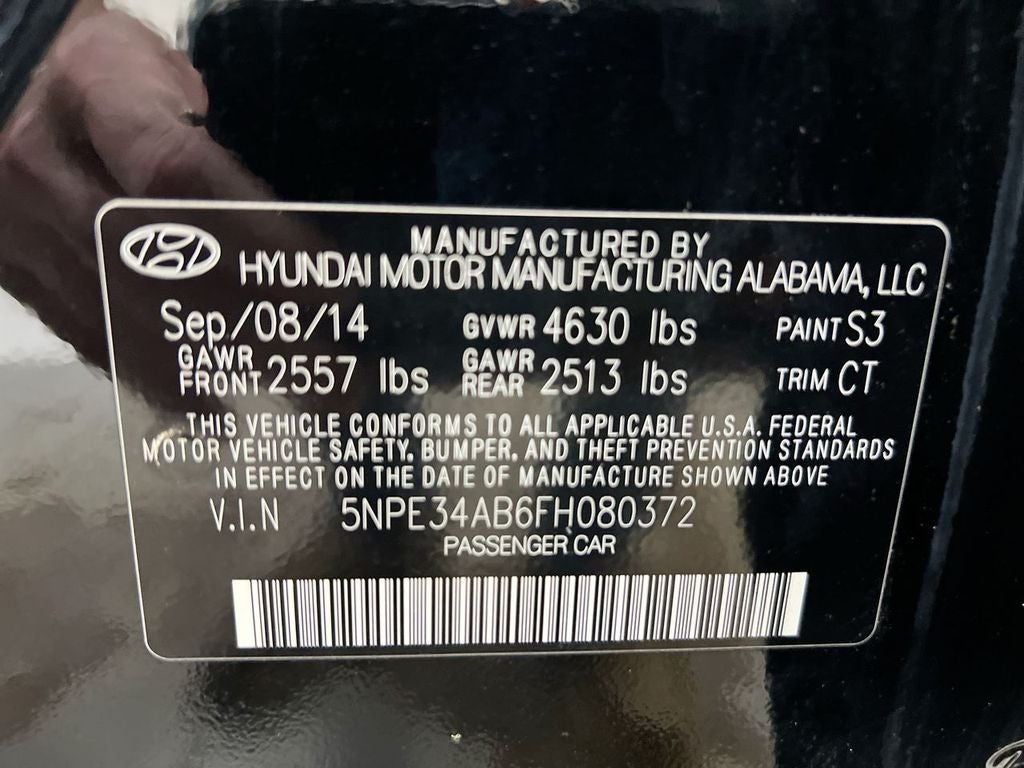 MANUFACTURED BY
HYUNDAI MOTOR MANUFACTURING ALABAMA, LLC
Sep/08/14 GVWR 4630 lbs PAINT S3
GAWR FRONT 2557 lbs GAWR REAR 2513 lbs TRIM CT
THIS VEHICLE CONFORMS TO ALL APPLICABLE U.S.A. FEDERAL
MOTOR VEHICLE SAFETY, BUMPER, AND THEFT PREVENTION STANDARDS
IN EFFECT ON THE DATE OF MANUFACTURE SHOWN ABOVE
V.I.N 5NPE34AB6FH080372
PASSENGER CAR